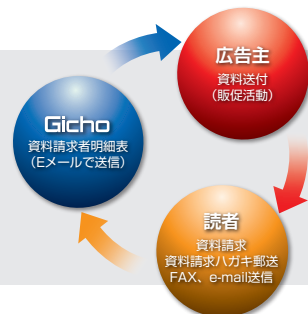 広告主
資料送付
(販促活動)
Gicho
資料請求者明細表
(Eメールで送信)
読者
資料請求
資料請求ハガキ郵送
FAX、e-mail送信